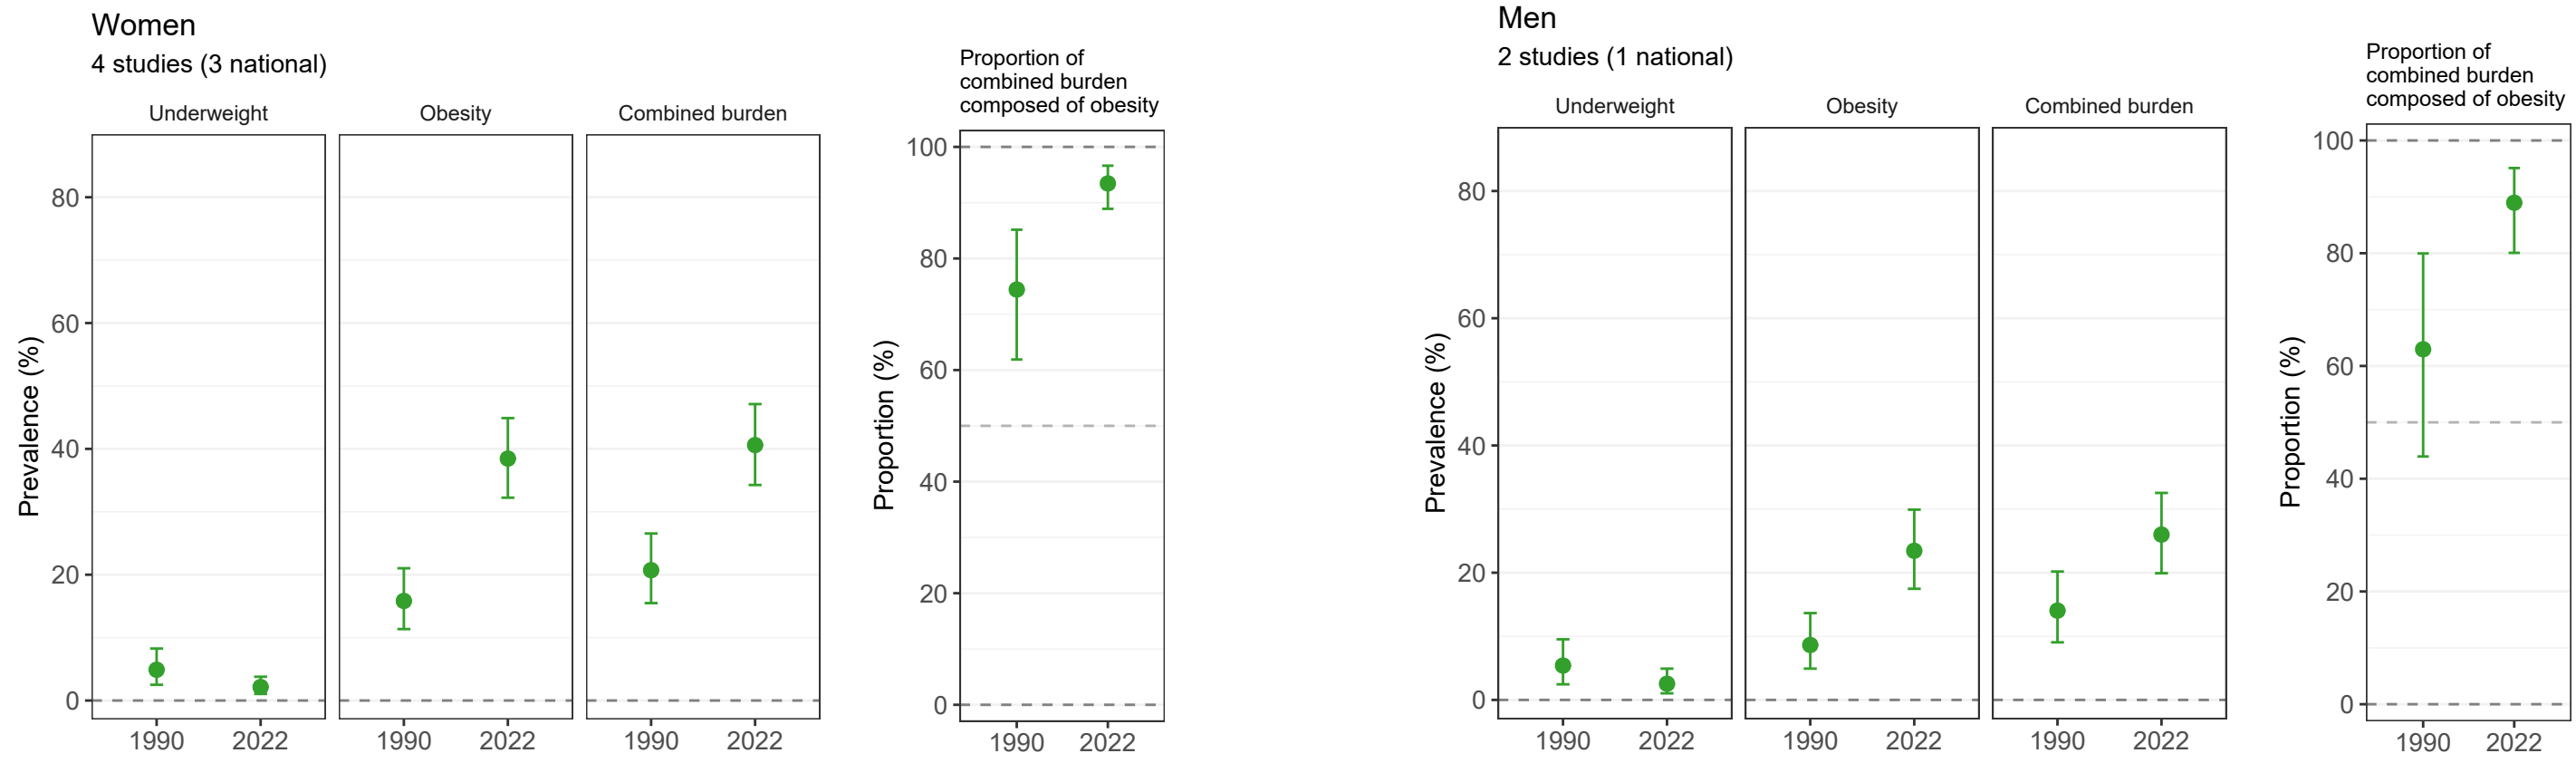 Women
4 studies (3 national)
Underweight
Obesity
Combined burden
Prevalence (%)
80
60
40
20
0
1990
2022
1990
2022
1990
2022
Proportion of
combined burden
composed of obesity
Proportion (%)
100
80
60
40
20
0
1990
2022
Men
2 studies (1 national)
Underweight
Obesity
Combined burden
Prevalence (%)
80
60
40
20
0
1990
2022
1990
2022
1990
2022
Proportion of
combined burden
composed of obesity
Proportion (%)
100
80
60
40
20
0
1990
2022